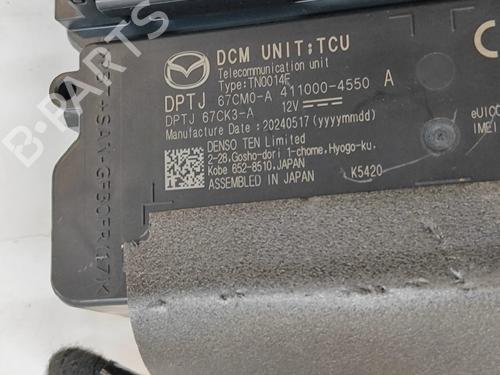 DCM UNIT;TCU
Telecommunication unit
Type:TN0014E
DPTJ 67CM0-A 411000-4550 A
DPTJ 67CK3-A 12V
Manufacture Date:20240517 (yyyymmdd)
DENSO TEN Limited
2-28,Gosho-dori 1-chome,Hyogo-ku,
Kobe 652-8510,JAPAN
ASSEMBLED IN JAPAN K5420
eUICC
IMEI
B-PARTS